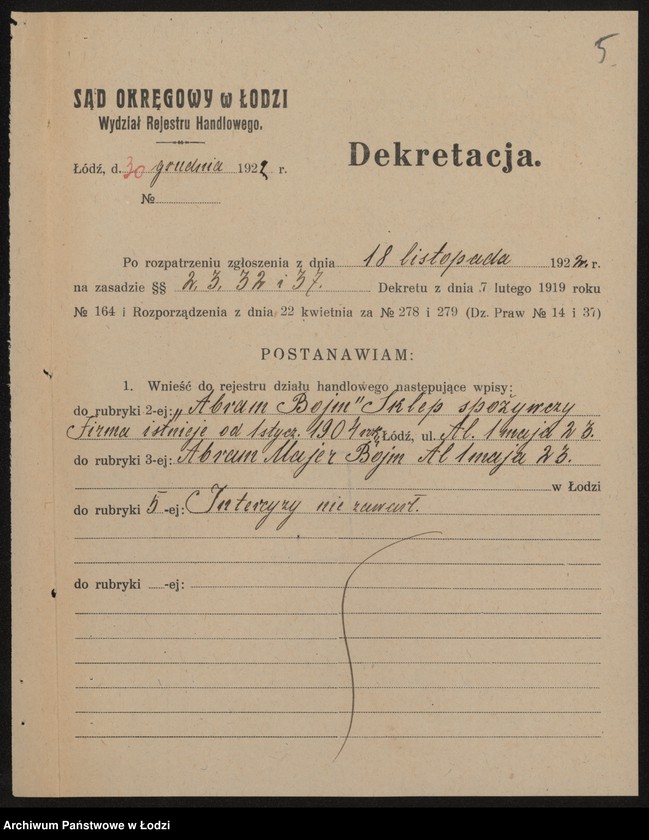 5
SĄD OKRĘGOWY w ŁODZI
Wydział Rejestru Handlowego.
Dekretacja.
Łódź, d. 30 grudnia 1922 r.
№
Po rozpatrzeniu zgłoszenia z dnia 18 listopada 1922 r.
na zasadzie §§ 2, 3, 32 i 37. Dekretu z dnia 7 lutego 1919 roku
№ 164 i Rozporządzenia z dnia 22 kwietnia za № 278 i 279 (Dz. Praw № 14 i 37)
POSTANAWIAM:
1. Wnieść do rejestru działu handlowego następujące wpisy:
do rubryki 2-ej: „Abram Bojm" Sklep spożywczy
Firma istnieje od 1 stycz. 1904 rok, Łódź, ul. Al. 1 maja 23.
do rubryki 3-ej: Abram Majer Bojm Al 1 maja 23.
w Łodzi
do rubryki 5-ej: Intercyzy nie zawarł.
do rubryki -ej:
Archiwum Państwowe w Łodzi